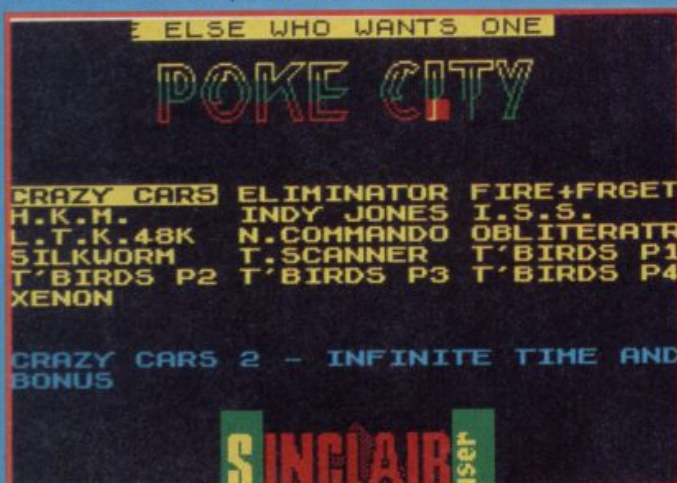 E ELSE WHO WANTS ONE
POKE CITY
CRAZY CARS ELIMINATOR FIRE+FRGET
H.K.M. INDY JONES I.S.S.
L.T.K.48K N.COMMANDO OBLITERATR
SILKWORM T.SCANNER T'BIRDS P1
T'BIRDS P2 T'BIRDS P3 T'BIRDS P4
XENON
CRAZY CARS 2 - INFINITE TIME AND
BONUS
SINCLAIR user